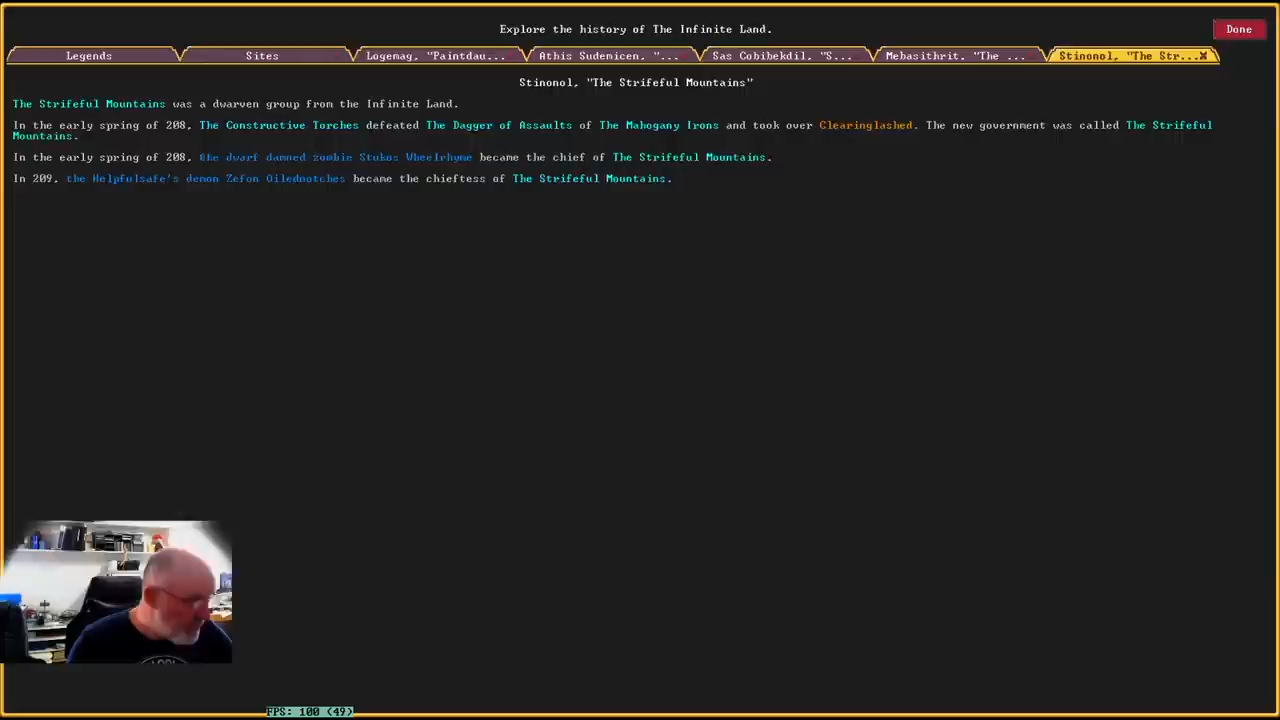 Explore the history of The Infinite Land.
Done
Legends
Sites
Logemag, "Paintdau...
Athis Sudemicen, "...
Sas Cobibekdil, "S...
Mebasithrit, "The ...
Stinonol, "The Str...
Stinonol, "The Strifeful Mountains"
The Strifeful Mountains was a dwarven group from the Infinite Land.
In the early spring of 208, The Constructive Torches defeated The Dagger of Assaults of The Mahogany Irons and took over Clearinglashed. The new government was called The Strifeful
Mountains.
In the early spring of 208, the dwarf damned zombie Stukos Wheelrhyme became the chief of The Strifeful Mountains.
In 209, the Helpfulsafe's demon Zefon Oilednotches became the chieftess of The Strifeful Mountains.
FPS: 100 (49)